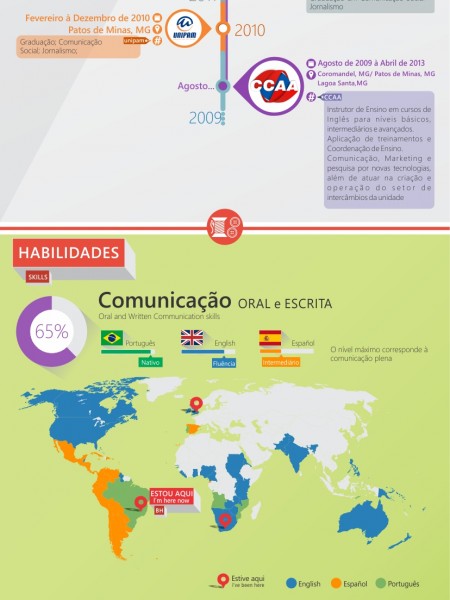 Jornalismo
Fevereiro à Dezembro de 2010
Patos de Minas, MG
unipam
Graduação; Comunicação
Social: Jornalismo;
UNIPAM
2010
Agosto...
2009
CCAA
Agosto de 2009 à Abril de 2013
Coromandel, MG/ Patos de Minas, MG
Lagoa Santa,MG
CCAA
Instrutor de Ensino em cursos de
Inglês para níveis básicos,
intermediários e avançados.
Aplicação de treinamentos e
Coordenação de Ensino.
Comunicação, Marketing e
pesquisa por novas tecnologias,
além de atuar na criação e
operação do setor de
intercâmbios da unidade
HABILIDADES
SKILLS
65%
Comunicação ORAL e ESCRITA
Oral and Written Communication skills
Português
Nativo
English
Fluência
Español
Intermediário
O nível máximo corresponde à
comunicação plena
ESTOU AQUI
I'm here now
BH
Estive aqui
I've been here
English
Español
Português